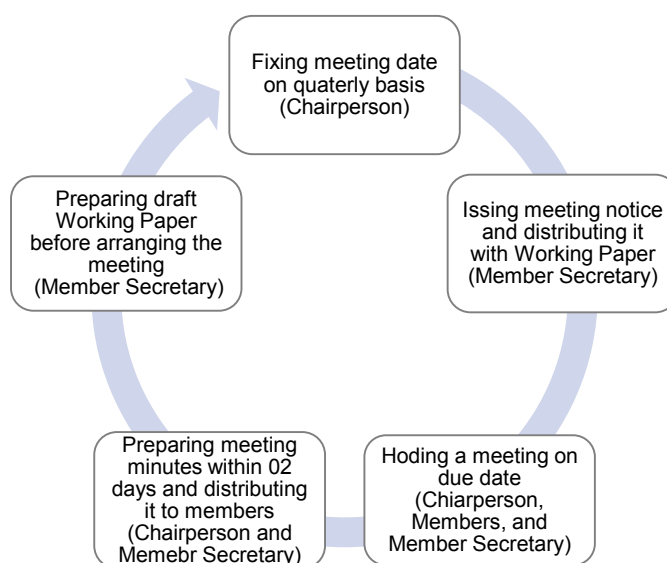 Fixing meeting date
on quaterly basis
(Chairperson)
Issing meeting notice
and distributing it
with Working Paper
(Member Secretary)
Hoding a meeting on
due date
(Chiarperson,
Members, and
Member Secretary)
Preparing meeting
minutes within 02
days and distributing
it to members
(Chairperson and
Memebr Secretary)
Preparing draft
Working Paper
before arranging the
meeting
(Member Secretary)